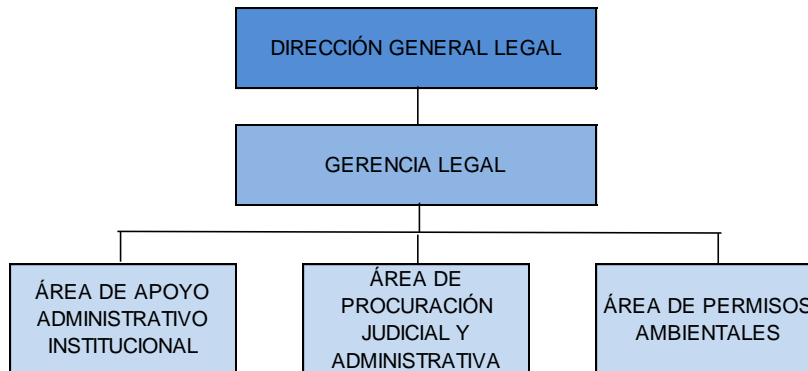 DIRECCIÓN GENERAL LEGAL
GERENCIA LEGAL
ÁREA DE APOYO
ADMINISTRATIVO
INSTITUCIONAL
ÁREA DE
PROCURACIÓN
JUDICIAL Y
ADMINISTRATIVA
ÁREA DE PERMISOS
AMBIENTALES